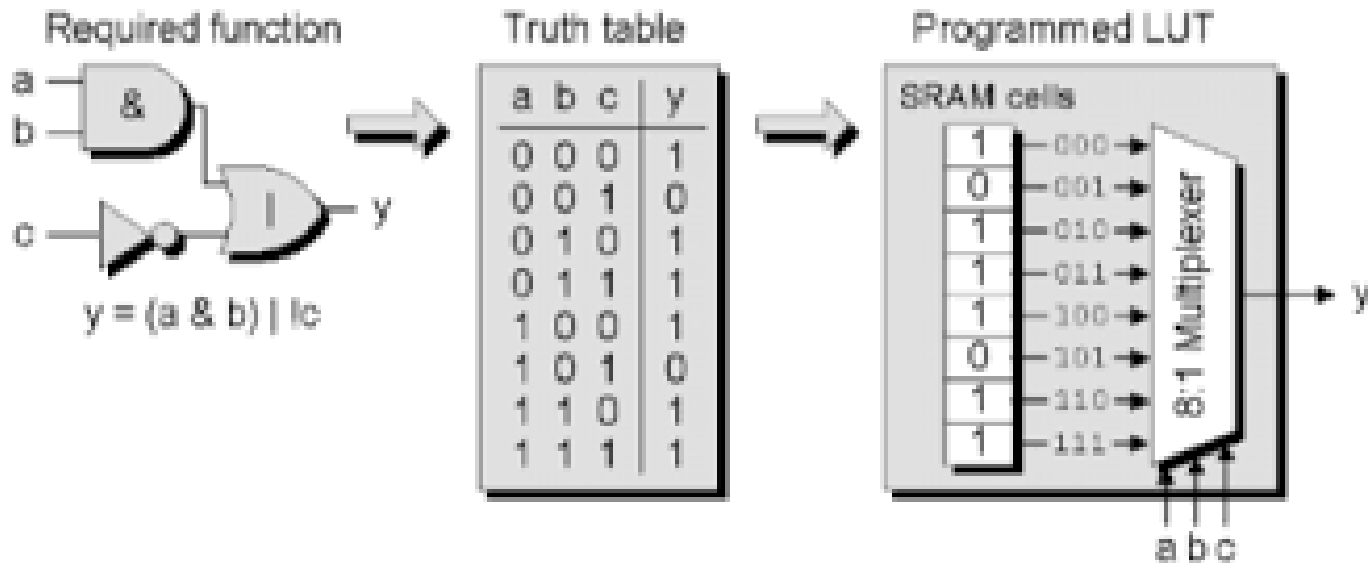 Required function
a
&
b
|
y
c
y = (a & b) | !c
Truth table
a b c y
0 0 0 1
0 0 1 0
0 1 0 1
0 1 1 1
1 0 0 1
1 0 1 0
1 1 0 1
1 1 1 1
Programmed LUT
SRAM cells
1 000
0 001
1 010
1 011
1 100
0 101
1 110
1 111
8:1 Multiplexer
y
a b c